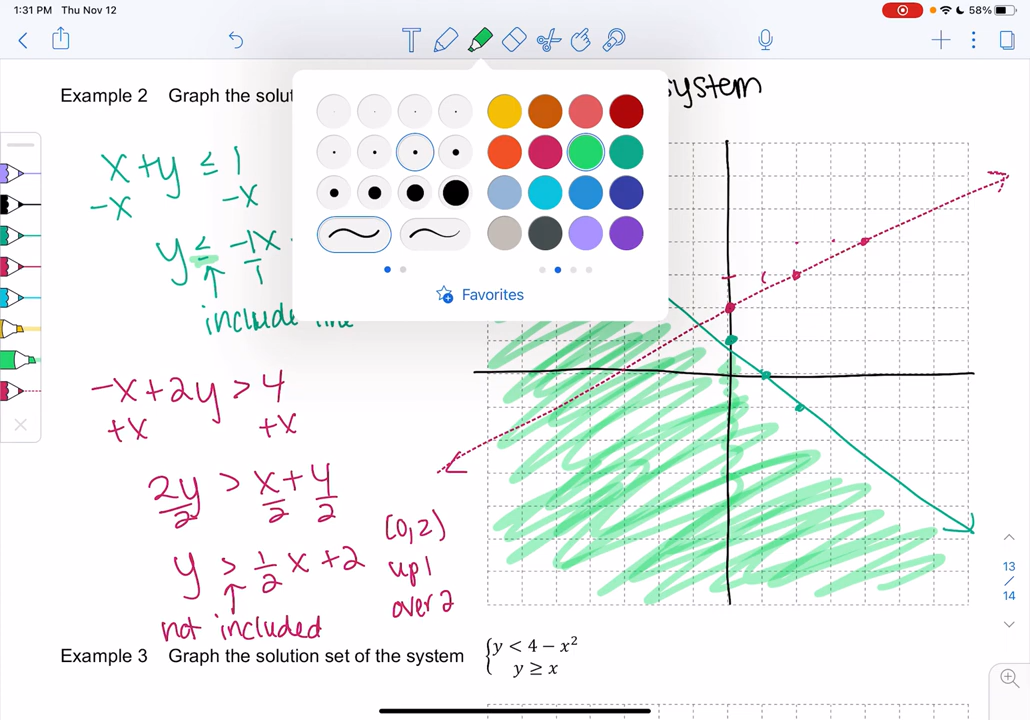 1:31 PM Thu Nov 12
58%
T
Example 2 Graph the solut
system
x+y ≤ 1
-x -x
y ≤ -1x
1
include line
Favorites
-x+2y > 4
+x +x
2y > x + 4
2 2 2
y > 1/2 x + 2
not included
(0,2)
up 1
over 2
13
/
14
Example 3 Graph the solution set of the system
{y < 4 − x²
y ≥ x